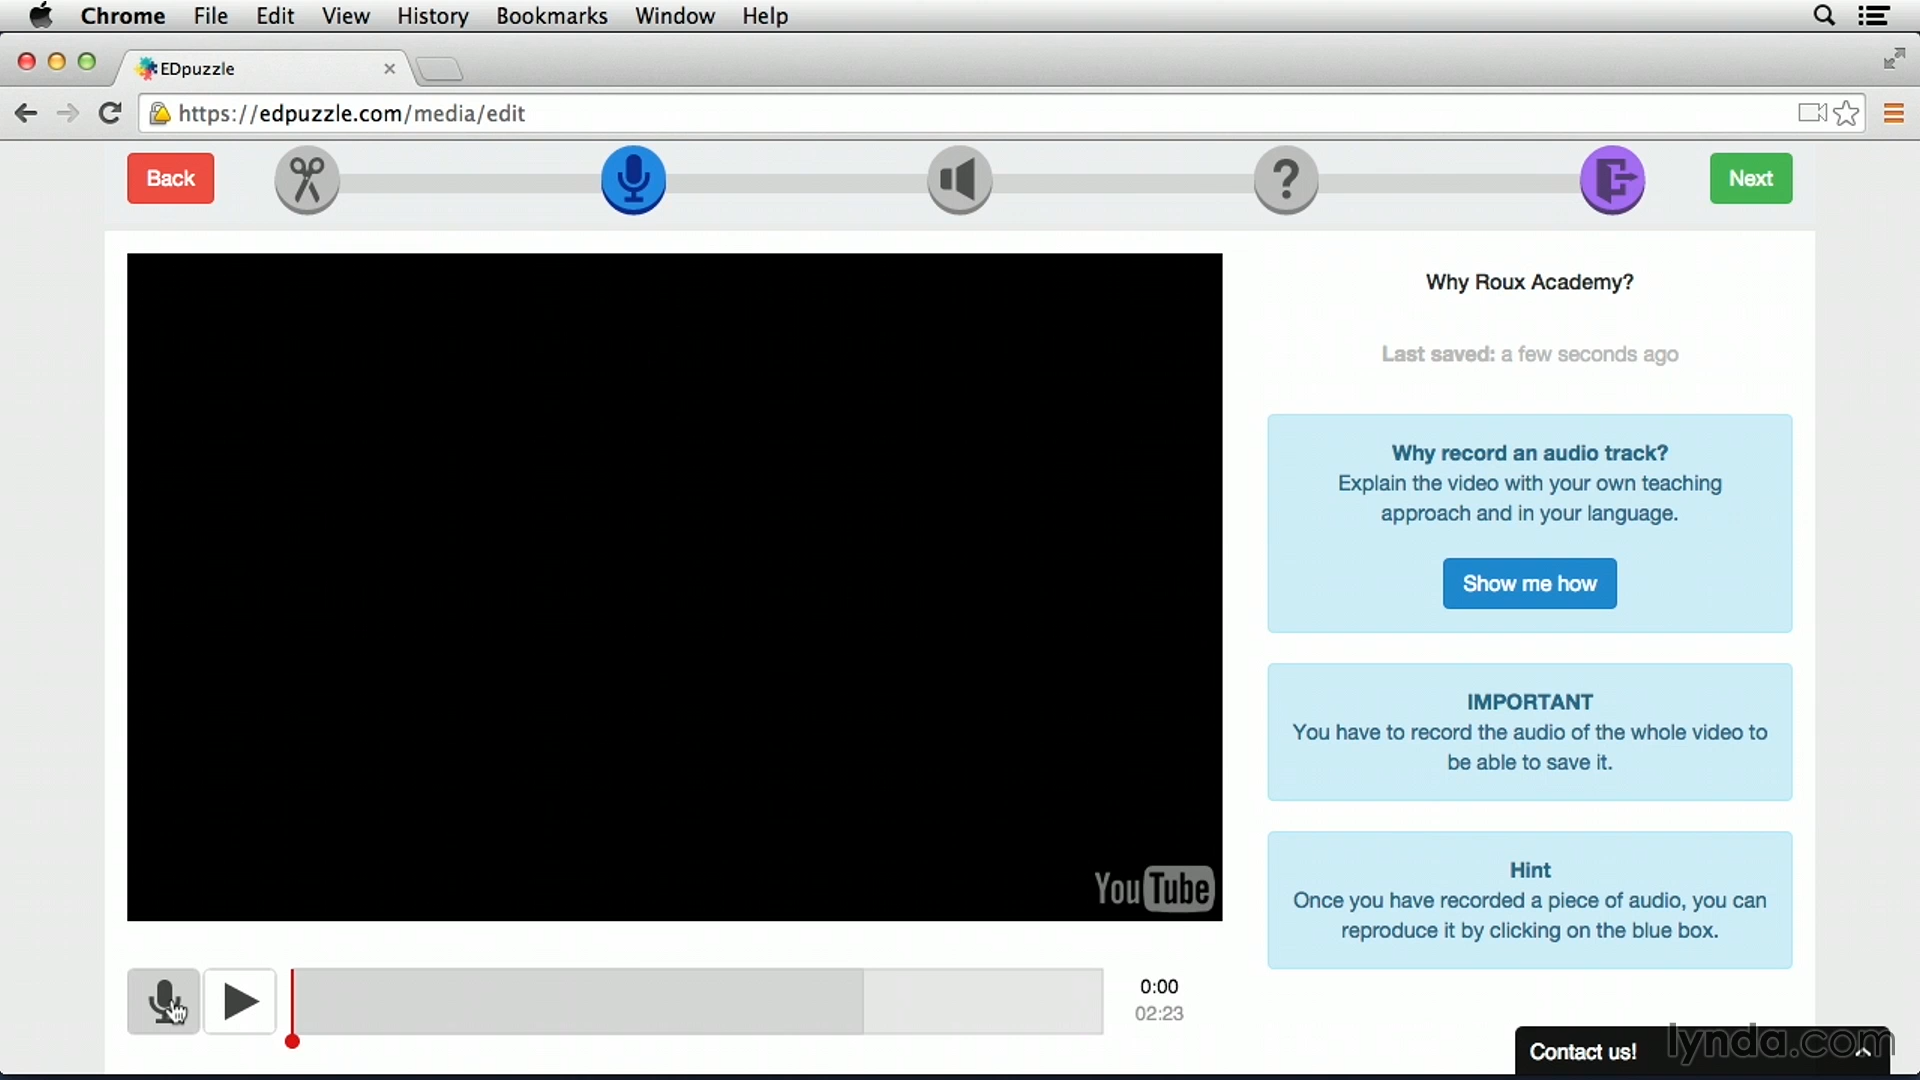 Chrome File Edit View History Bookmarks Window Help
EDpuzzle
https://edpuzzle.com/media/edit
Back
?
Next
Why Roux Academy?
Last saved: a few seconds ago
Why record an audio track?
Explain the video with your own teaching
approach and in your language.
Show me how
IMPORTANT
You have to record the audio of the whole video to
be able to save it.
Hint
Once you have recorded a piece of audio, you can
reproduce it by clicking on the blue box.
YouTube
0:00
02:23
Contact us!
lynda.com